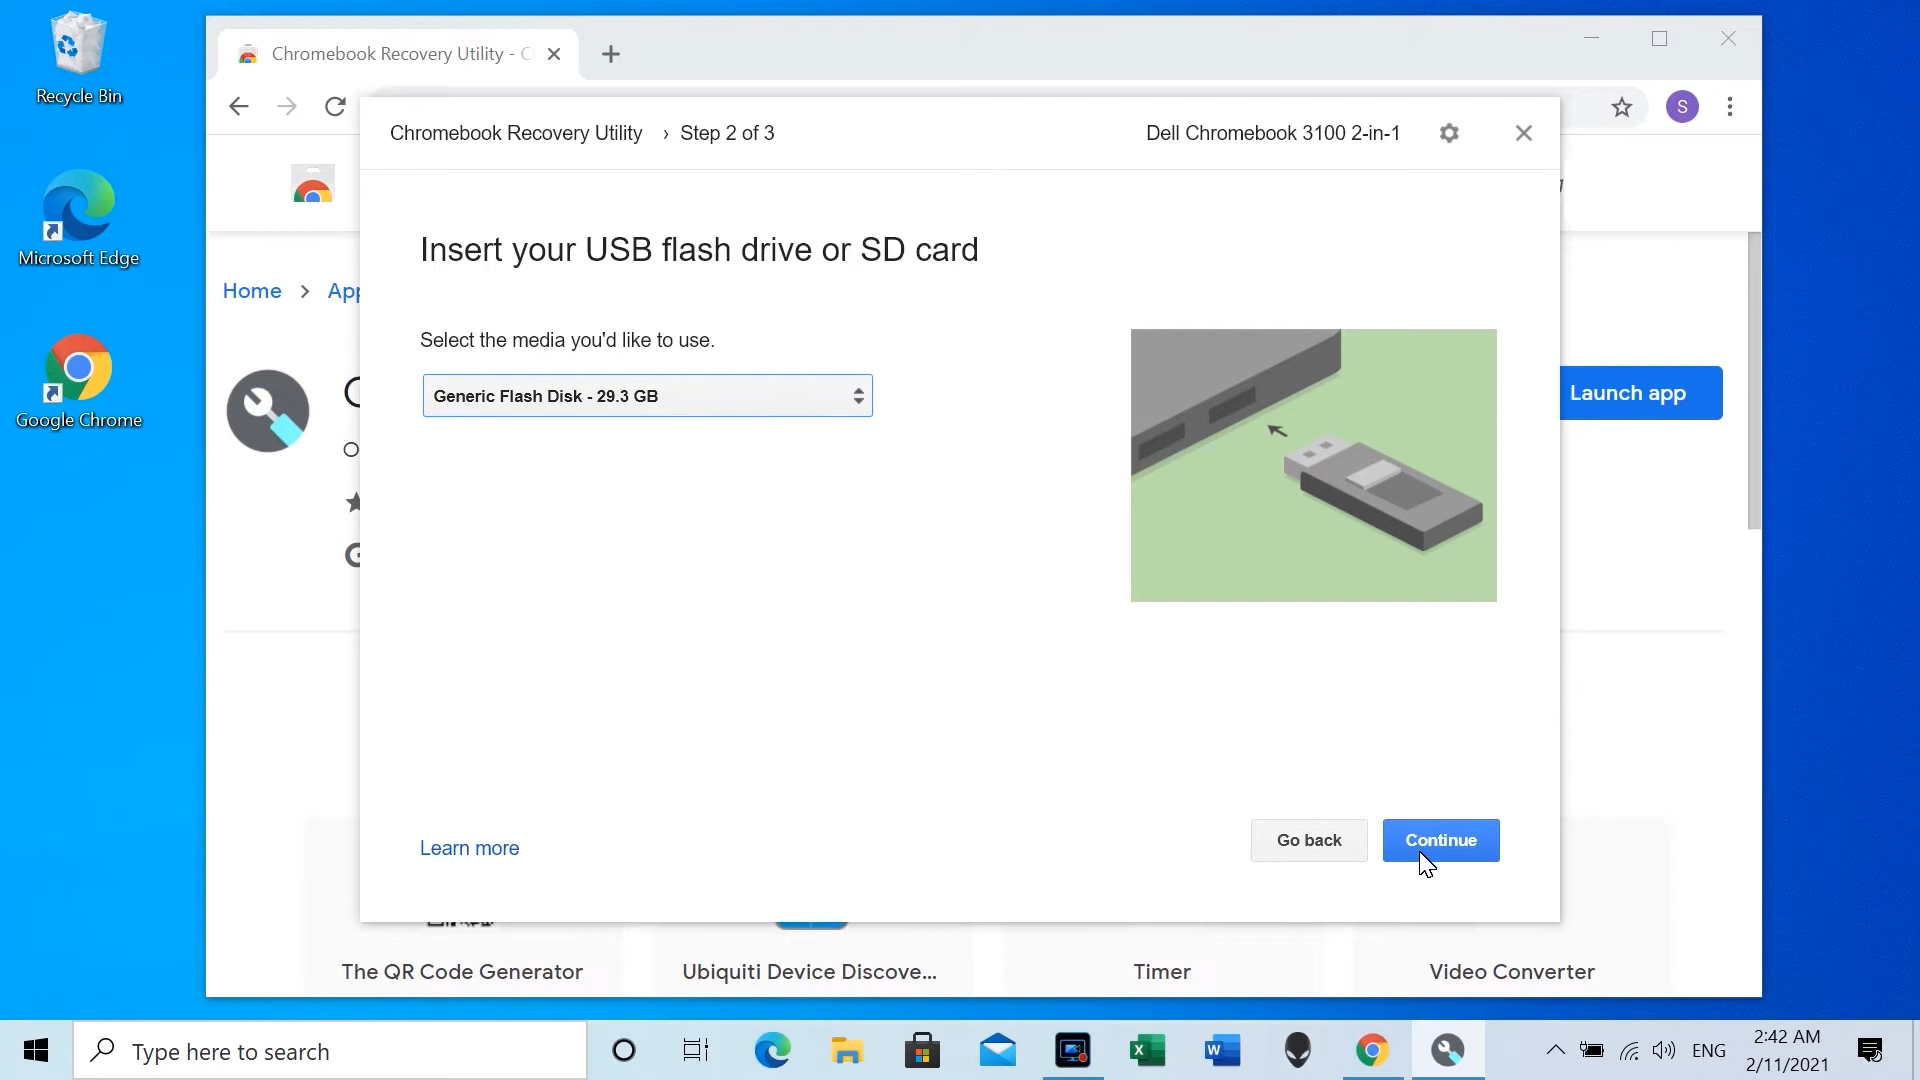 Recycle Bin
Microsoft Edge
Google Chrome
Chromebook Recovery Utility - C
S
Chromebook Recovery Utility › Step 2 of 3
Dell Chromebook 3100 2-in-1
Home > App
Insert your USB flash drive or SD card
Select the media you'd like to use.
Generic Flash Disk - 29.3 GB
Launch app
Learn more
Go back
Continue
The QR Code Generator
Ubiquiti Device Discove...
Timer
Video Converter
Type here to search
ENG
2:42 AM
2/11/2021